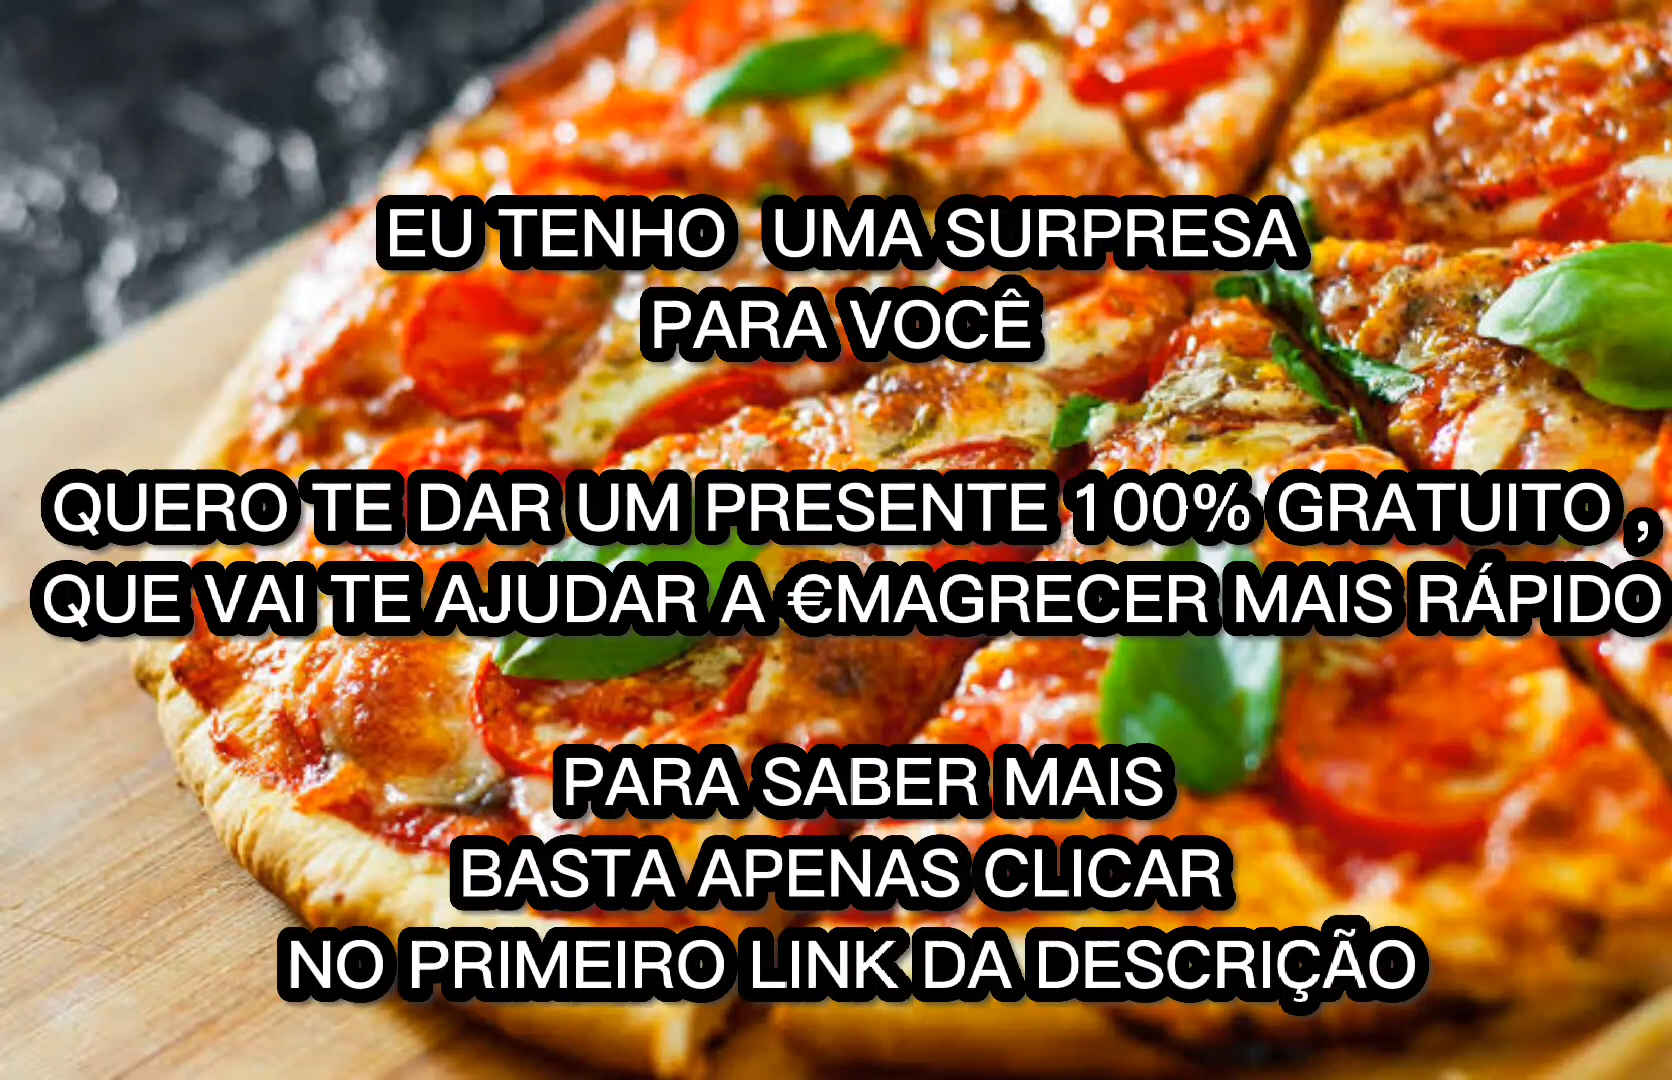 EU TENHO UMA SURPRESA
PARA VOCÊ
QUERO TE DAR UM PRESENTE 100% GRATUITO ,
QUE VAI TE AJUDAR A €MAGRECER MAIS RÁPIDO
PARA SABER MAIS
BASTA APENAS CLICAR
NO PRIMEIRO LINK DA DESCRIÇÃO